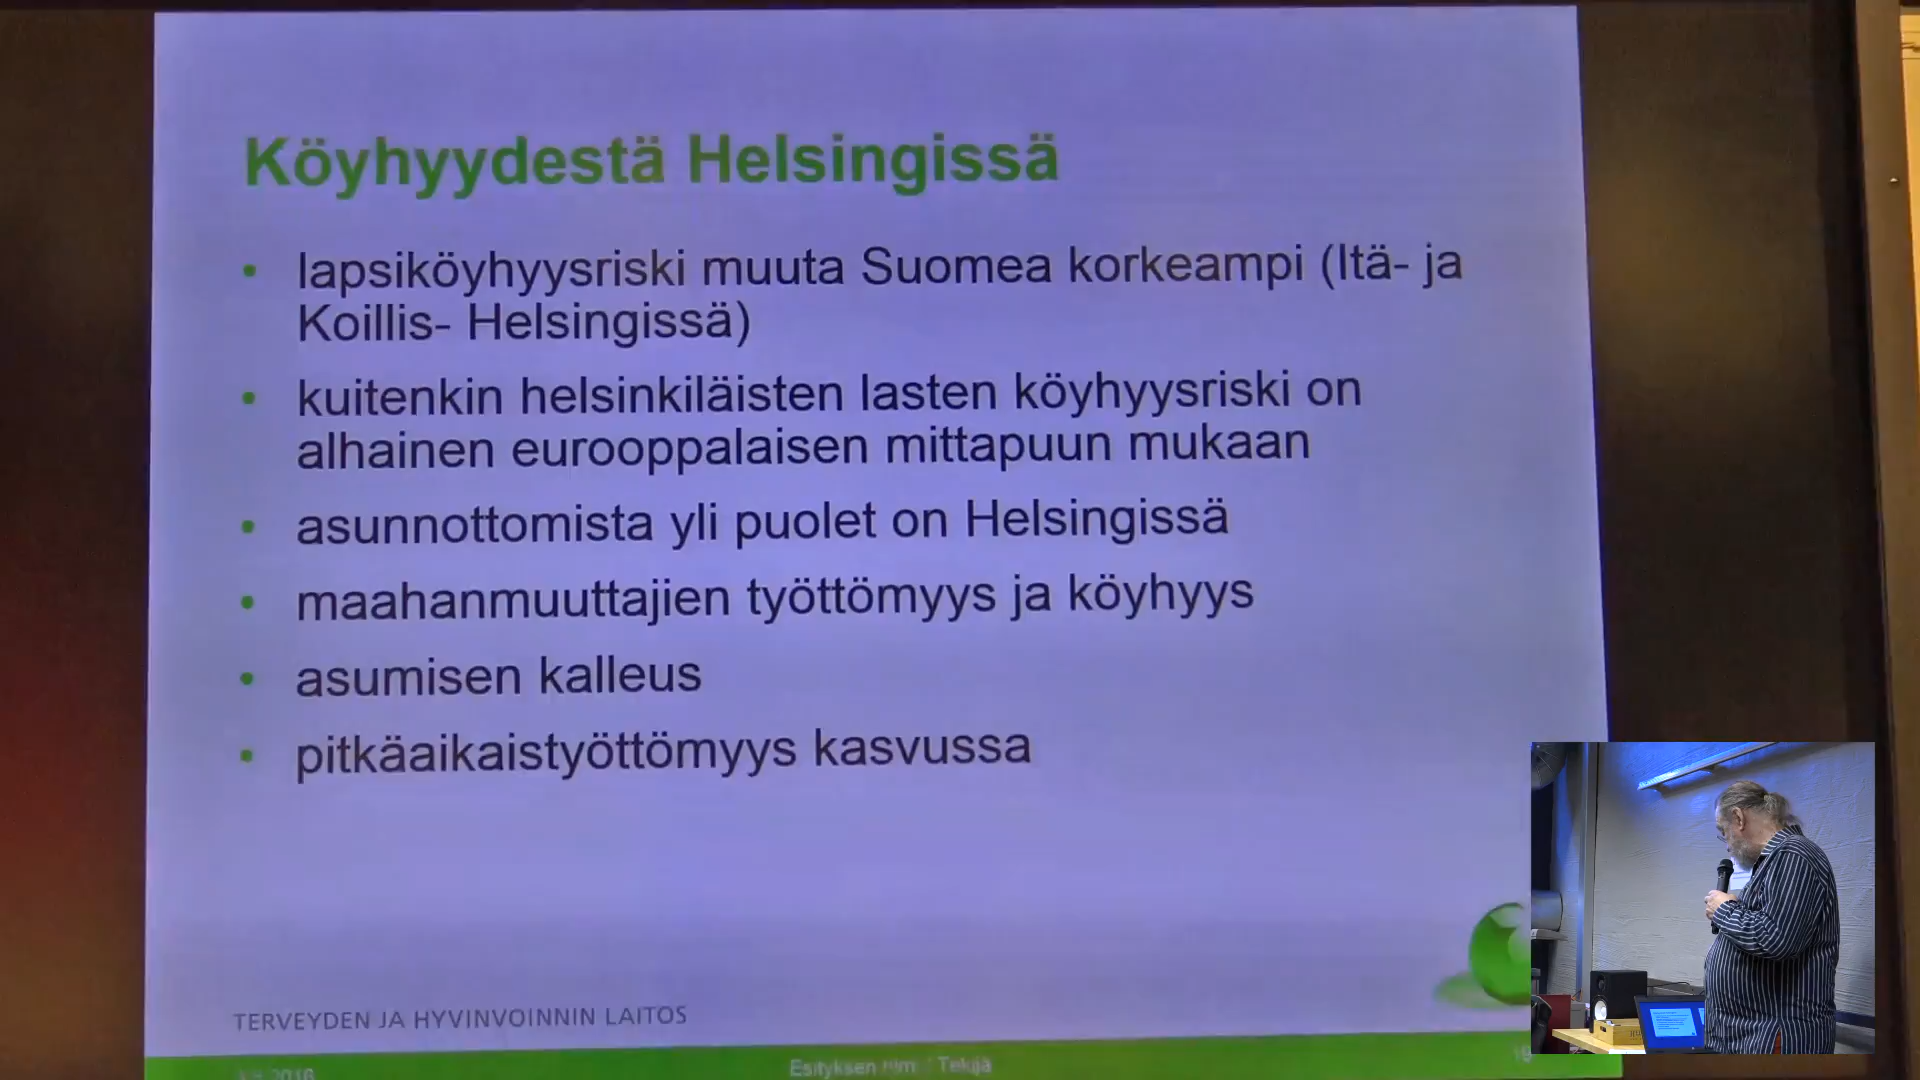 Köyhyydestä Helsingissä
• lapsiköyhyysriski muuta Suomea korkeampi (Itä- ja
Koillis- Helsingissä)
• kuitenkin helsinkiläisten lasten köyhyysriski on
alhainen eurooppalaisen mittapuun mukaan
• asunnottomista yli puolet on Helsingissä
• maahanmuuttajien työttömyys ja köyhyys
• asumisen kalleus
• pitkäaikaistyöttömyys kasvussa
TERVEYDEN JA HYVINVOINNIN LAITOS
Esityksen nimi / Tekijä